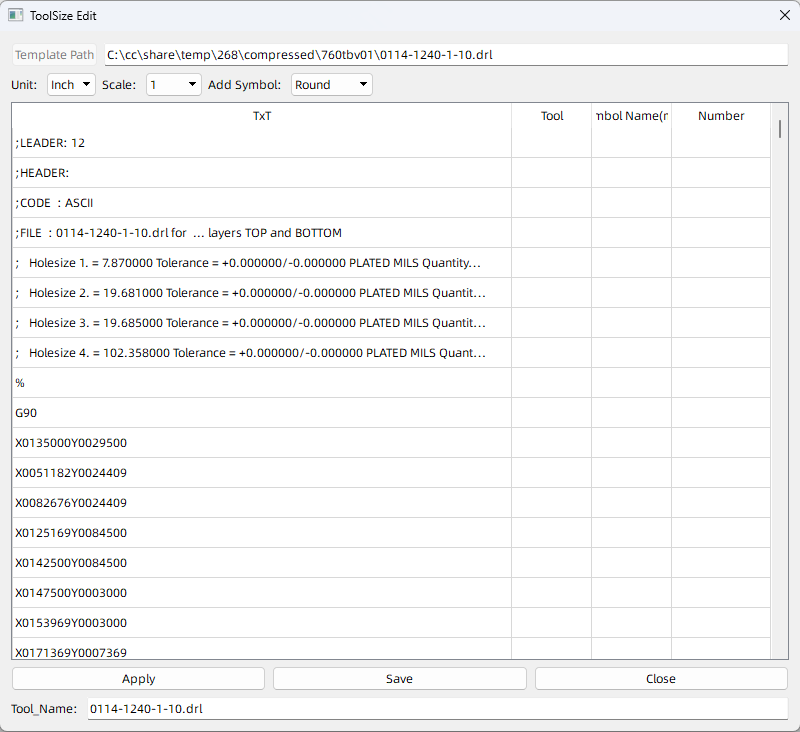 ToolSize Edit
Template Path C:\cc\share\temp\268\compressed\760tbv01\0114-1240-1-10.drl
Unit: Inch Scale: 1 Add Symbol: Round
TxT Tool mbol Name(r Number
;LEADER: 12
;HEADER:
;CODE : ASCII
;FILE : 0114-1240-1-10.drl for ... layers TOP and BOTTOM
; Holesize 1. = 7.870000 Tolerance = +0.000000/-0.000000 PLATED MILS Quantity...
; Holesize 2. = 19.681000 Tolerance = +0.000000/-0.000000 PLATED MILS Quantit...
; Holesize 3. = 19.685000 Tolerance = +0.000000/-0.000000 PLATED MILS Quantit...
; Holesize 4. = 102.358000 Tolerance = +0.000000/-0.000000 PLATED MILS Quant...
%
G90
X0135000Y0029500
X0051182Y0024409
X0082676Y0024409
X0125169Y0084500
X0142500Y0084500
X0147500Y0003000
X0153969Y0003000
X0171369Y0007369
Apply Save Close
Tool_Name: 0114-1240-1-10.drl